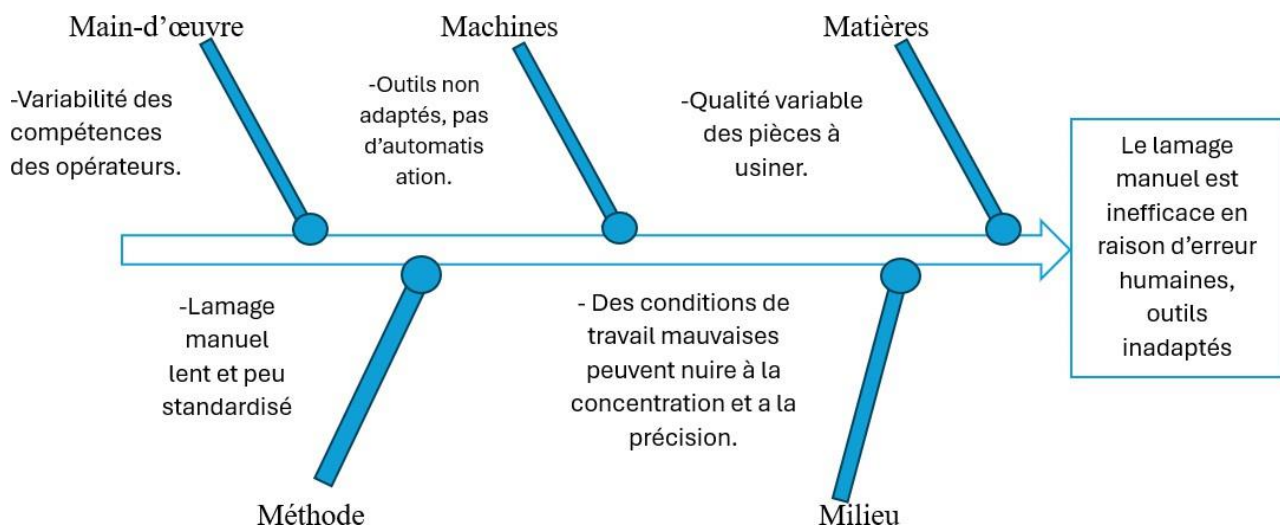 Main-d’œuvre
Machines
Matières
-Variabilité des
compétences
des opérateurs.
-Outils non
adaptés, pas
d’automatis
ation.
-Qualité variable
des pièces à
usiner.
Le lamage
manuel est
inefficace en
raison d’erreur
humaines,
outils
inadaptés
-Lamage
manuel
lent et peu
standardisé
- Des conditions de
travail mauvaises
peuvent nuire à la
concentration et a la
précision.
Méthode
Milieu